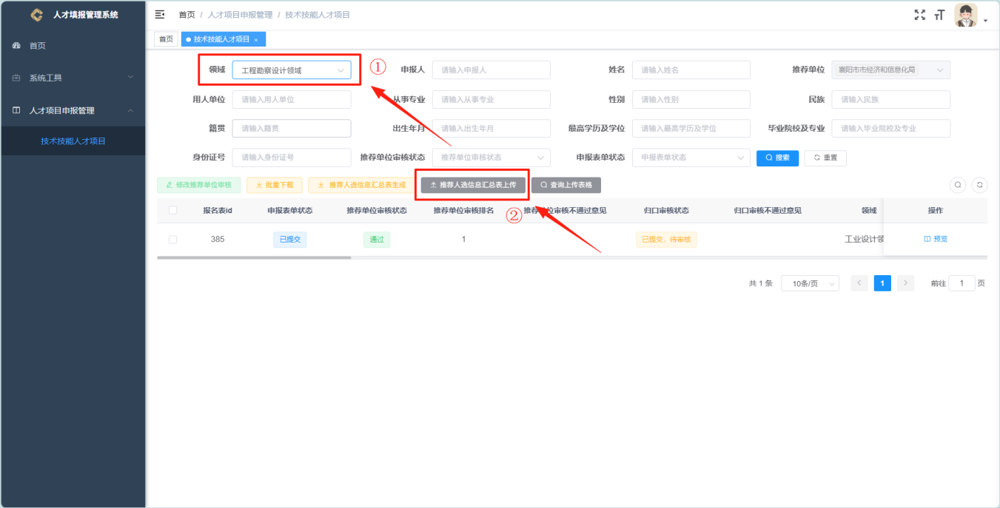 人才填报管理系统
首页
系统工具
人才项目申报管理
技术技能人才项目
首页 / 人才项目申报管理 / 技术技能人才项目
首页 技术技能人才项目 ×
领域 工程勘察设计领域 ① 申报人 请输入申报人 姓名 请输入姓名 推荐单位 襄阳市市经济和信息化局
用人单位 请输入用人单位 从事专业 请输入从事专业 性别 请输入性别 民族 请输入民族
籍贯 请输入籍贯 出生年月 请输入出生年月 最高学历及学位 请输入最高学历及学位 毕业院校及专业 请输入毕业院校及专业
身份证号 请输入身份证号 推荐单位审核状态 推荐单位审核状态 申报表单状态 申报表单状态 搜索 重置
修改推荐单位审核 批量下载 推荐人选信息汇总表生成 推荐人选信息汇总表上传 查询上传表格
报名表id 申报表单状态 推荐单位审核状态 推荐单位审核排名 ② 推荐单位审核不通过意见 归口审核状态 归口审核不通过意见 领域 操作
385 已提交 通过 1 已提交、待审核 工业设计领 预览
共 1 条 10条/页 1 前往 1 页